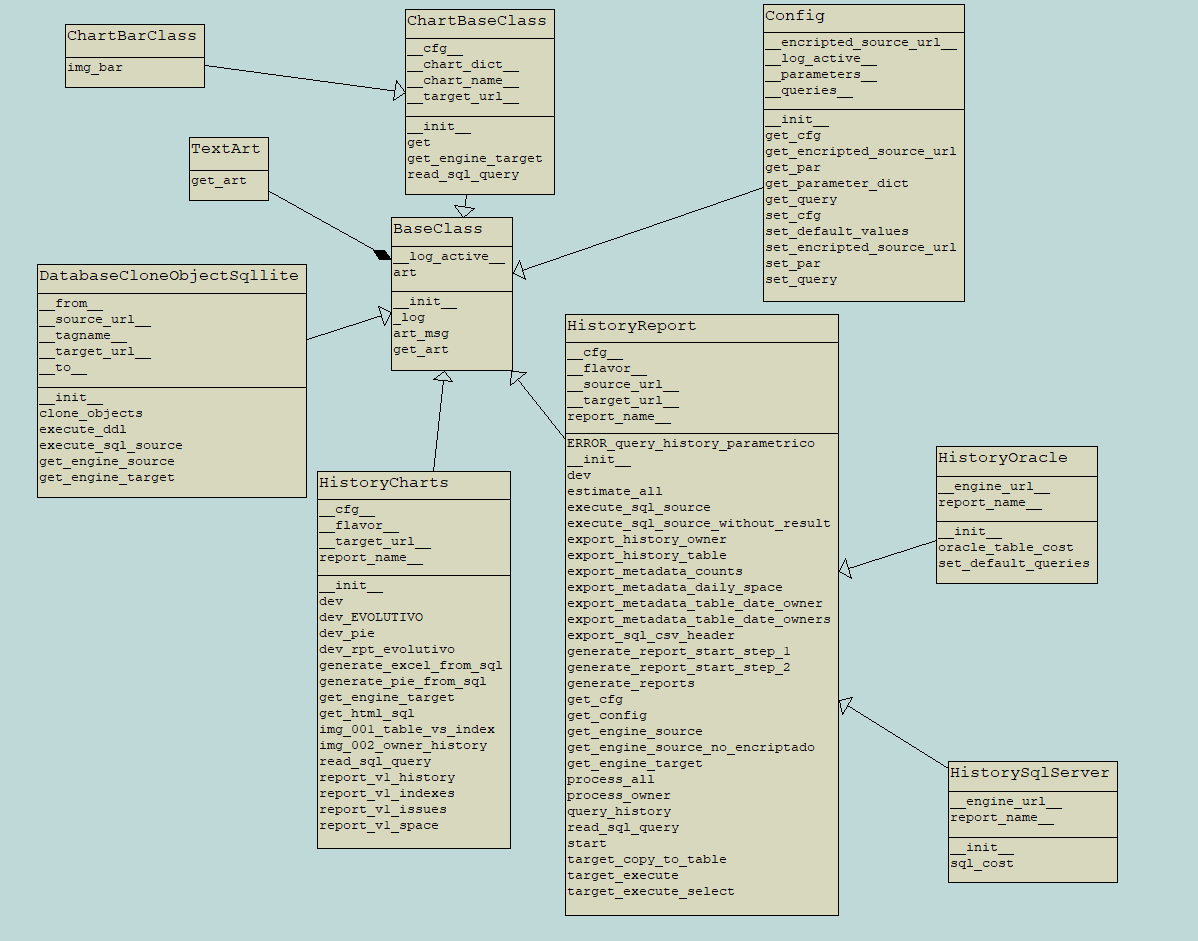 ChartBarClass
img_bar
ChartBaseClass
__cfg__
__chart_dict__
__chart_name__
__target_url__
__init__
get
get_engine_target
read_sql_query
Config
__encripted_source_url__
__log_active__
__parameters__
__queries__
__init__
get_cfg
get_encripted_source_url
get_par
get_parameter_dict
get_query
set_cfg
set_default_values
set_encripted_source_url
set_par
set_query
TextArt
get_art
BaseClass
__log_active__
art
__init__
_log
art_msg
get_art
DatabaseCloneObjectSqllite
__from__
__source_url__
__tagname__
__target_url__
__to__
__init__
clone_objects
execute_ddl
execute_sql_source
get_engine_source
get_engine_target
HistoryCharts
__cfg__
__flavor__
__target_url__
report_name__
__init__
dev
dev_EVOLUTIVO
dev_pie
dev_rpt_evolutivo
generate_excel_from_sql
generate_pie_from_sql
get_engine_target
get_html_sql
img_001_table_vs_index
img_002_owner_history
read_sql_query
report_v1_history
report_v1_indexes
report_v1_issues
report_v1_space
HistoryReport
__cfg__
__flavor__
__source_url__
__target_url__
report_name__
ERROR_query_history_parametrico
__init__
dev
estimate_all
execute_sql_source
execute_sql_source_without_result
export_history_owner
export_history_table
export_metadata_counts
export_metadata_daily_space
export_metadata_table_date_owner
export_metadata_table_date_owners
export_sql_csv_header
generate_report_start_step_1
generate_report_start_step_2
generate_reports
get_cfg
get_config
get_engine_source
get_engine_source_no_encriptado
get_engine_target
process_all
process_owner
query_history
read_sql_query
start
target_copy_to_table
target_execute
target_execute_select
HistoryOracle
__engine_url__
report_name__
__init__
oracle_table_cost
set_default_queries
HistorySqlServer
__engine_url__
report_name__
__init__
sql_cost